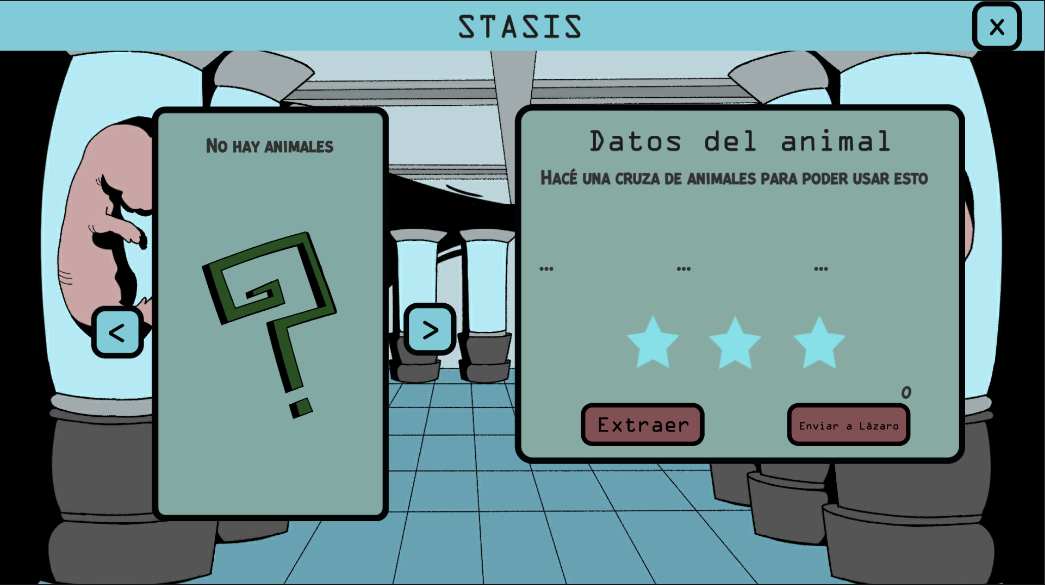 STASIS
X
No hay animales
<
>
Datos del animal
Hacé una cruza de animales para poder usar esto
... ... ...
0
Extraer
Enviar a Lázaro